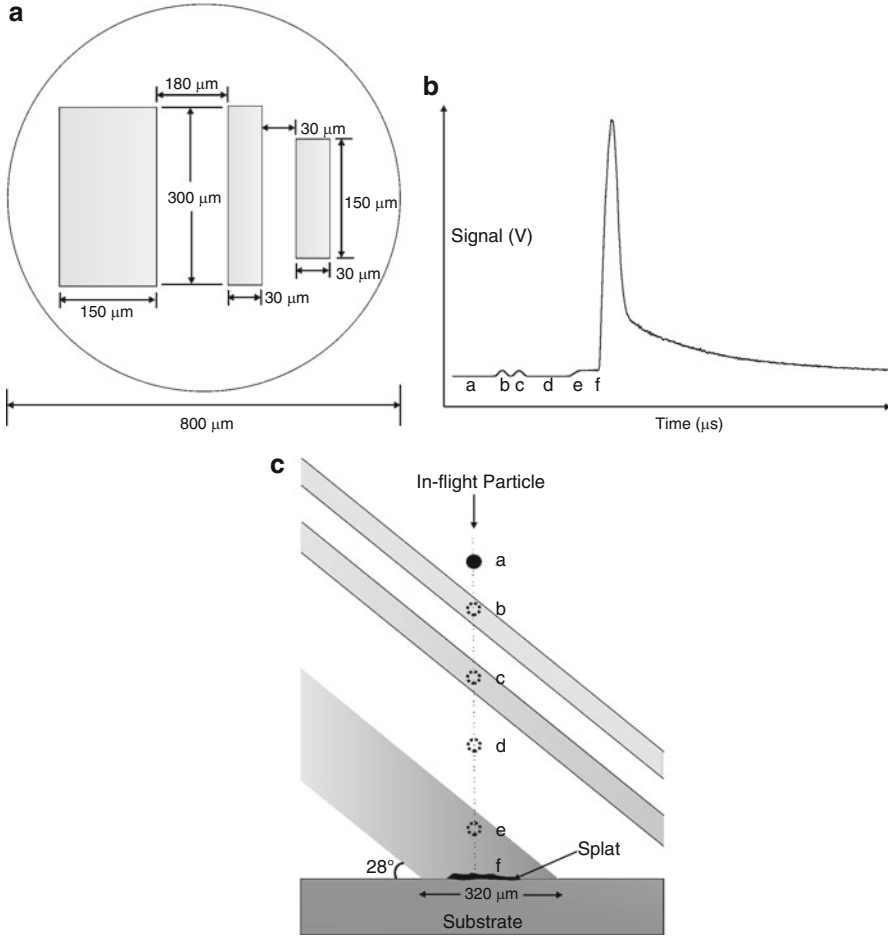 a
180 μm
30 μm
300 μm
150 μm
150 μm
30 μm
30 μm
800 μm
b
Signal (V)
a b c d e f
Time (μs)
c
In-flight Particle
a
b
c
d
e
f
Splat
28°
320 μm
Substrate